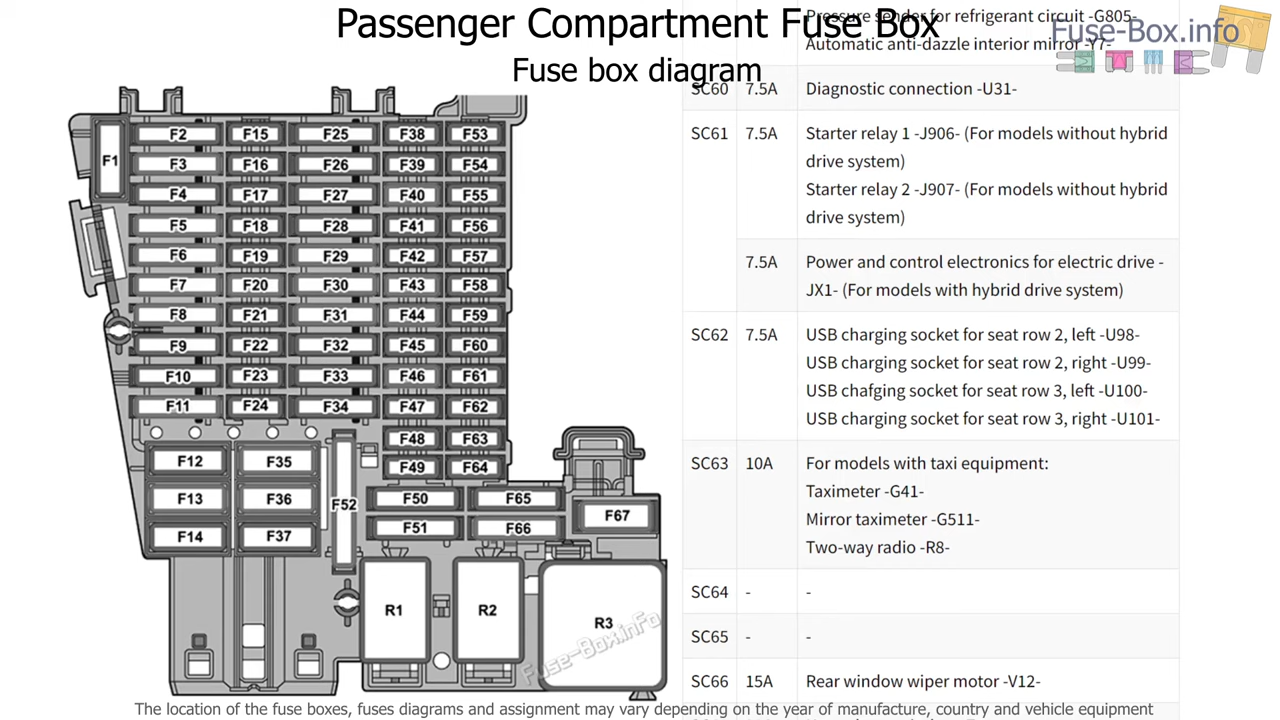 Passenger Compartment Fuse Box
Fuse box diagram
Fuse-Box.info
F1
F2 F15 F25 F38 F53
F3 F16 F26 F39 F54
F4 F17 F27 F40 F55
F5 F18 F28 F41 F56
F6 F19 F29 F42 F57
F7 F20 F30 F43 F58
F8 F21 F31 F44 F59
F9 F22 F32 F45 F60
F10 F23 F33 F46 F61
F11 F24 F34 F47 F62
F48 F63
F12 F35 F49 F64
F13 F36 F52 F50 F65 F67
F14 F37 F51 F66
R1 R2 R3
Fuse-Box.info
Pressure sender for refrigerant circuit -G805-
Automatic anti-dazzle interior mirror -Y7-
SC60 7.5A Diagnostic connection -U31-
SC61 7.5A Starter relay 1 -J906- (For models without hybrid
drive system)
Starter relay 2 -J907- (For models without hybrid
drive system)
7.5A Power and control electronics for electric drive -
JX1- (For models with hybrid drive system)
SC62 7.5A USB charging socket for seat row 2, left -U98-
USB charging socket for seat row 2, right -U99-
USB chafging socket for seat row 3, left -U100-
USB charging socket for seat row 3, right -U101-
SC63 10A For models with taxi equipment:
Taximeter -G41-
Mirror taximeter -G511-
Two-way radio -R8-
SC64 - -
SC65 - -
SC66 15A Rear window wiper motor -V12-
The location of the fuse boxes, fuses diagrams and assignment may vary depending on the year of manufacture, country and vehicle equipment